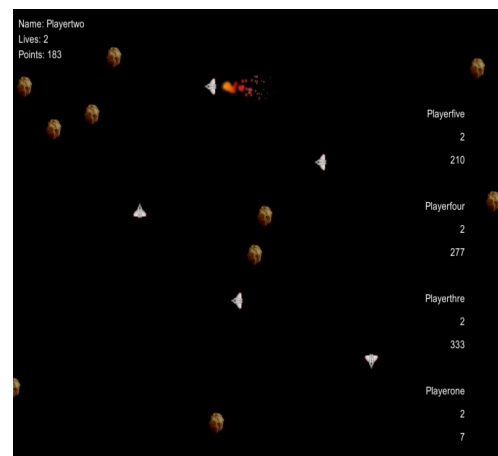 Name: Playertwo
Lives: 2
Points: 183
Playerfive
2
210
Playerfour
2
277
Playerthre
2
333
Playerone
2
7